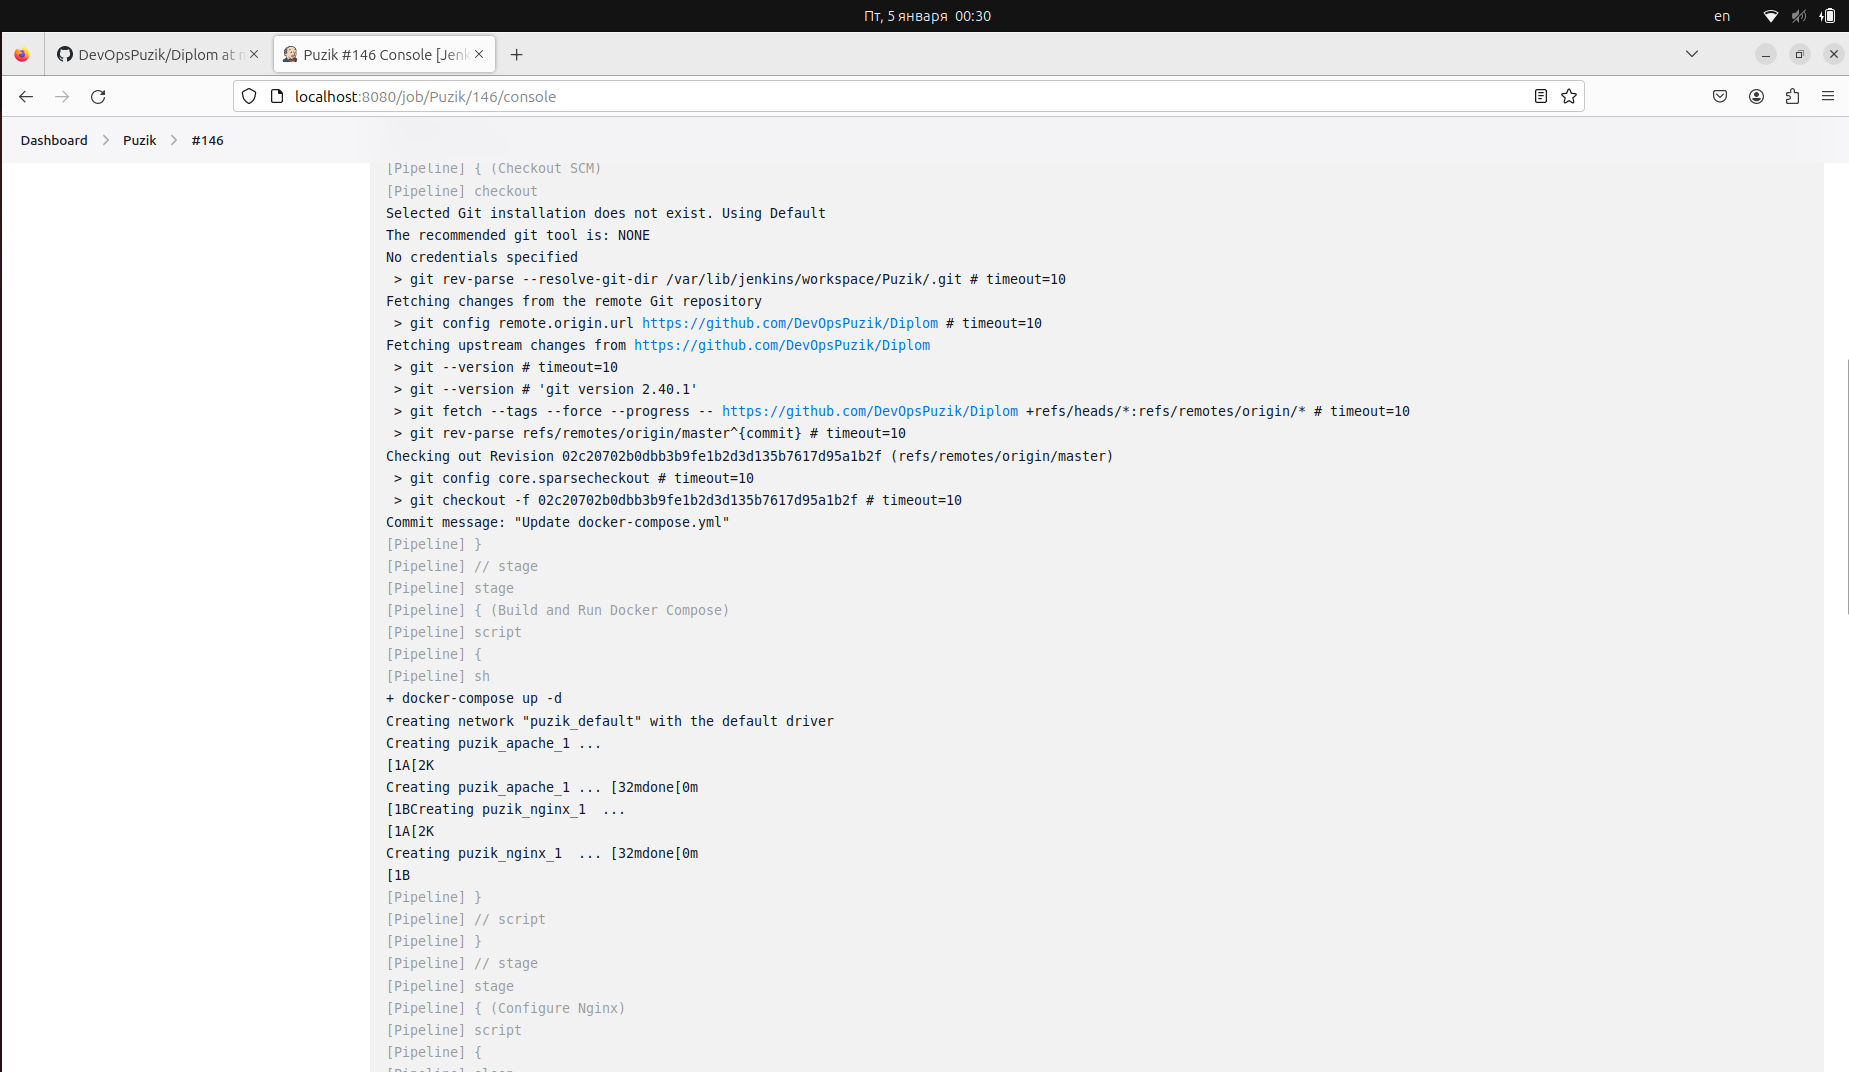 Пт, 5 января 00:30
en
DevOpsPuzik/Diplom at
Puzik #146 Console [Jenk
localhost:8080/job/Puzik/146/console
Dashboard
Puzik
#146
[Pipeline] { (Checkout SCM)
[Pipeline] checkout
Selected Git installation does not exist. Using Default
The recommended git tool is: NONE
No credentials specified
> git rev-parse --resolve-git-dir /var/lib/jenkins/workspace/Puzik/.git # timeout=10
Fetching changes from the remote Git repository
> git config remote.origin.url https://github.com/DevOpsPuzik/Diplom # timeout=10
Fetching upstream changes from https://github.com/DevOpsPuzik/Diplom
> git --version # timeout=10
> git --version # 'git version 2.40.1'
> git fetch --tags --force --progress -- https://github.com/DevOpsPuzik/Diplom +refs/heads/*:refs/remotes/origin/* # timeout=10
> git rev-parse refs/remotes/origin/master^{commit} # timeout=10
Checking out Revision 02c20702b0dbb3b9fe1b2d3d135b7617d95a1b2f (refs/remotes/origin/master)
> git config core.sparsecheckout # timeout=10
> git checkout -f 02c20702b0dbb3b9fe1b2d3d135b7617d95a1b2f # timeout=10
Commit message: "Update docker-compose.yml"
[Pipeline] }
[Pipeline] // stage
[Pipeline] stage
[Pipeline] { (Build and Run Docker Compose)
[Pipeline] script
[Pipeline] {
[Pipeline] sh
+ docker-compose up -d
Creating network "puzik_default" with the default driver
Creating puzik_apache_1 ...
[1A[2K
Creating puzik_apache_1 ... [32mdone[0m
[1BCreating puzik_nginx_1  ...
[1A[2K
Creating puzik_nginx_1  ... [32mdone[0m
[1B
[Pipeline] }
[Pipeline] // script
[Pipeline] }
[Pipeline] // stage
[Pipeline] stage
[Pipeline] { (Configure Nginx)
[Pipeline] script
[Pipeline] {
[Pipeline] sleep